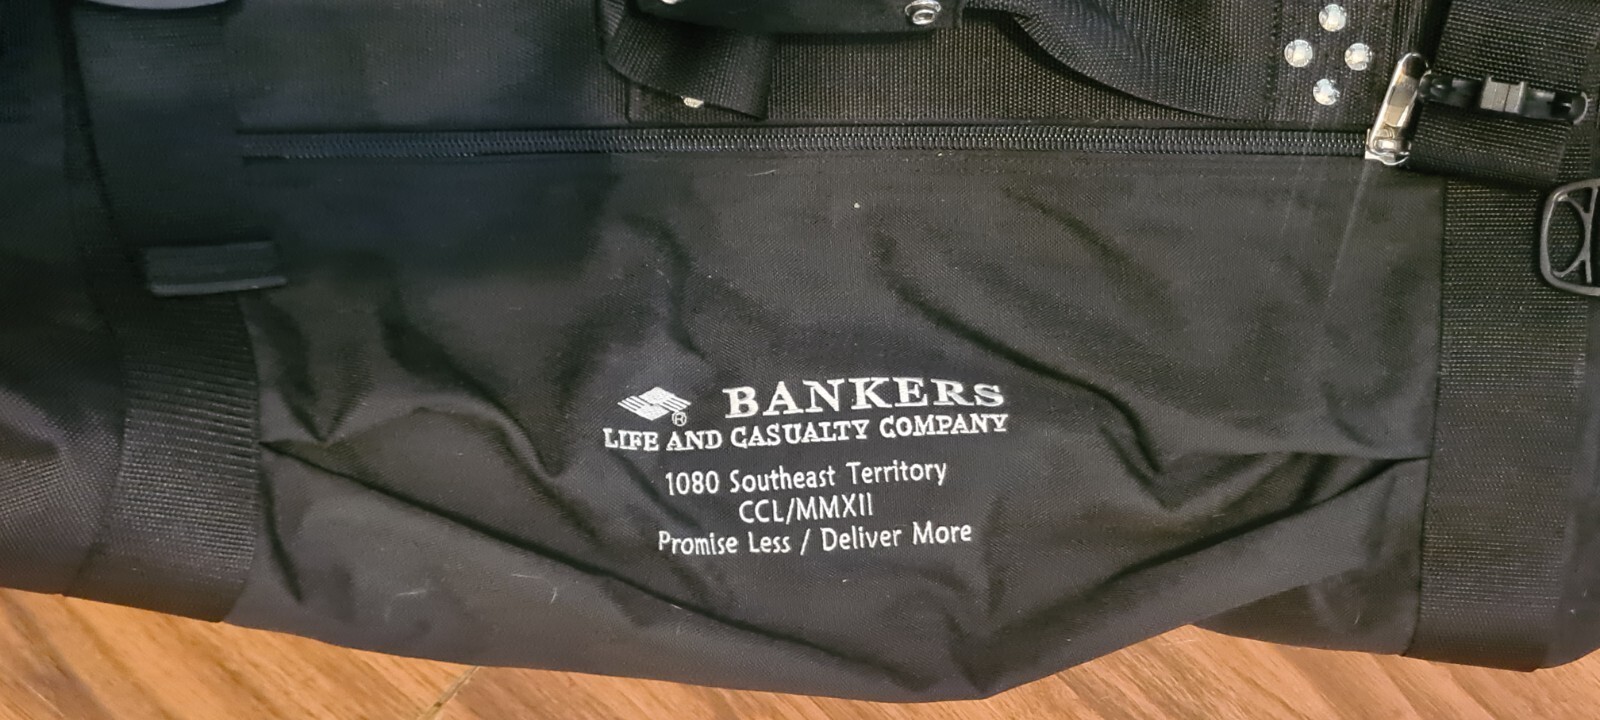 ® BANKERS
LIFE AND CASUALTY COMPANY
1080 Southeast Territory
CCL/MMXII
Promise Less / Deliver More